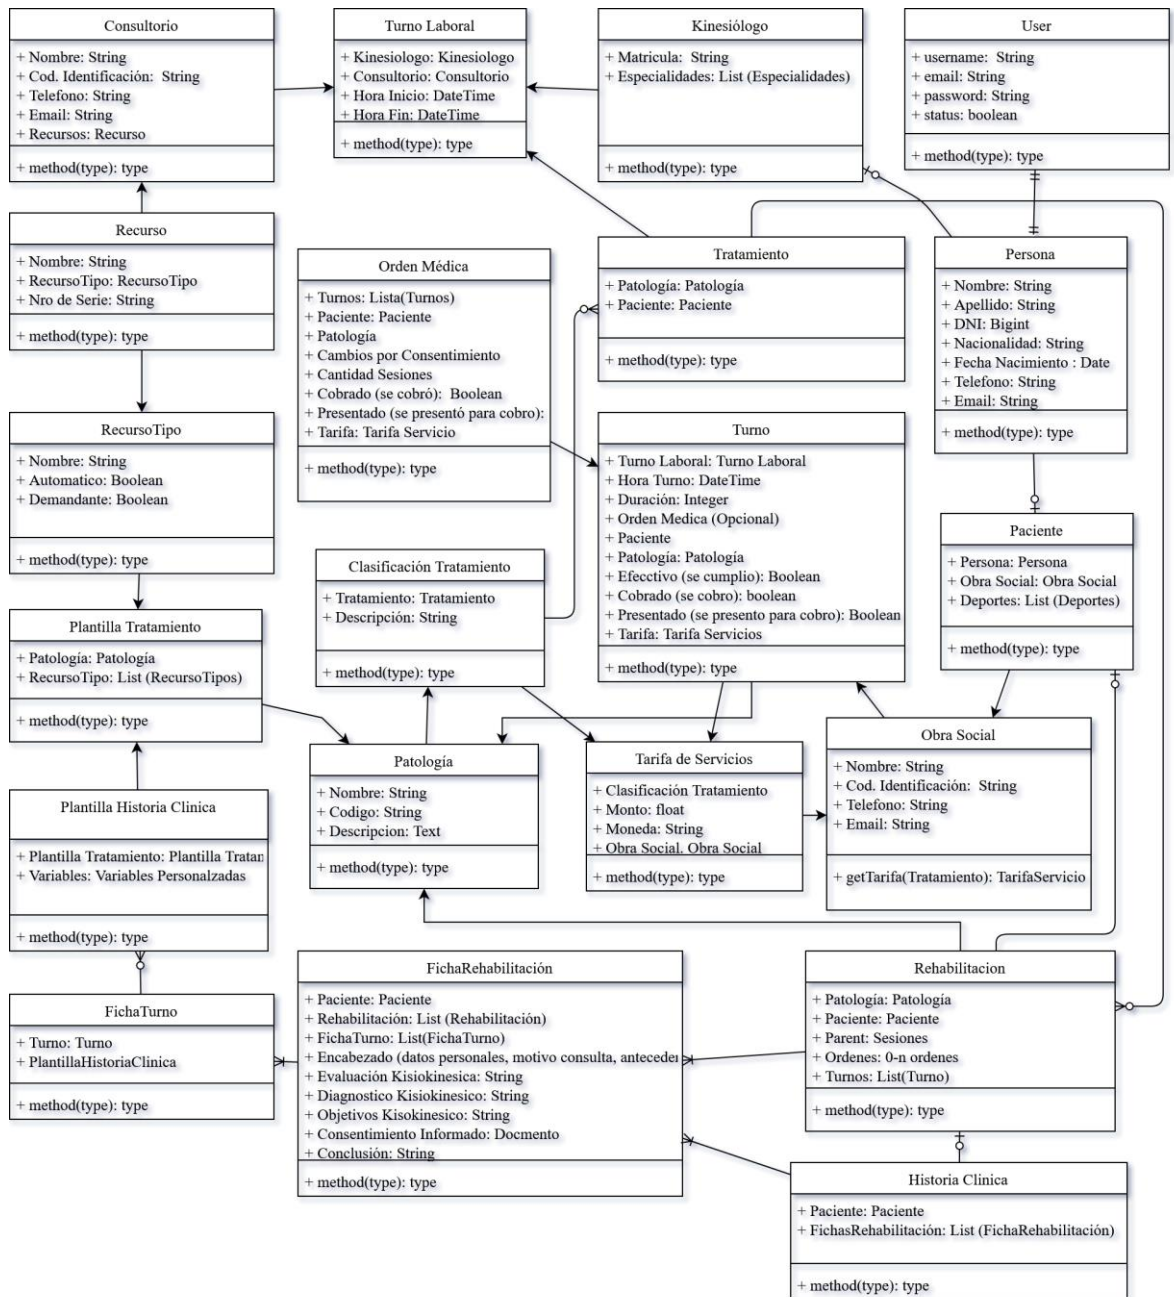 Consultorio
+ Nombre: String
+ Cod. Identificación:  String
+ Telefono: String
+ Email: String
+ Recursos: Recurso
+ method(type): type
Turno Laboral
+ Kinesiologo: Kinesiologo
+ Consultorio: Consultorio
+ Hora Inicio: DateTime
+ Hora Fin: DateTime
+ method(type): type
Kinesiólogo
+ Matricula:  String
+ Especialidades: List (Especialidades)
+ method(type): type
User
+ username:  String
+ email: String
+ password: String
+ status: boolean
+ method(type): type
Recurso
+ Nombre: String
+ RecursoTipo: RecursoTipo
+ Nro de Serie: String
+ method(type): type
Orden Médica
+ Turnos: Lista(Turnos)
+ Paciente: Paciente
+ Patología
+ Cambios por Consentimiento
+ Cantidad Sesiones
+ Cobrado (se cobró):  Boolean
+ Presentado (se presentó para cobro):
+ Tarifa: Tarifa Servicio
+ method(type): type
Tratamiento
+ Patología: Patología
+ Paciente: Paciente
+ method(type): type
Persona
+ Nombre: String
+ Apellido: String
+ DNI: Bigint
+ Nacionalidad: String
+ Fecha Nacimiento : Date
+ Telefono: String
+ Email: String
+ method(type): type
RecursoTipo
+ Nombre: String
+ Automatico: Boolean
+ Demandante: Boolean
+ method(type): type
Turno
+ Turno Laboral: Turno Laboral
+ Hora Turno: DateTime
+ Duración: Integer
+ Orden Medica (Opcional)
+ Paciente
+ Patología: Patología
+ Efecctivo (se cumplio): Boolean
+ Cobrado (se cobro): boolean
+ Presentado (se presento para cobro): Boolean
+ Tarifa: Tarifa Servicios
+ method(type): type
Paciente
+ Persona: Persona
+ Obra Social: Obra Social
+ Deportes: List (Deportes)
+ method(type): type
Clasificación Tratamiento
+ Tratamiento: Tratamiento
+ Descripción: String
+ method(type): type
Plantilla Tratamiento
+ Patología: Patología
+ RecursoTipo: List (RecursoTipos)
+ method(type): type
Patología
+ Nombre: String
+ Codigo: String
+ Descripcion: Text
+ method(type): type
Tarifa de Servicios
+ Clasificación Tratamiento
+ Monto: float
+ Moneda: String
+ Obra Social. Obra Social
+ method(type): type
Obra Social
+ Nombre: String
+ Cod. Identificación:  String
+ Telefono: String
+ Email: String
+ getTarifa(Tratamiento): TarifaServicio
Plantilla Historia Clinica
+ Plantilla Tratamiento: Plantilla Tratan
+ Variables: Variables Personalzadas
+ method(type): type
FichaTurno
+ Turno: Turno
+ PlantillaHistoriaClinica
+ method(type): type
FichaRehabilitación
+ Paciente: Paciente
+ Rehabilitación: List (Rehabilitación)
+ FichaTurno: List(FichaTurno)
+ Encabezado (datos personales, motivo consulta, anteceder
+ Evaluación Kisiokinesica: String
+ Diagnostico Kisiokinesico: String
+ Objetivos Kisokinesico: String
+ Consentimiento Informado: Docmento
+ Conclusión: String
+ method(type): type
Rehabilitacion
+ Patología: Patología
+ Paciente: Paciente
+ Parent: Sesiones
+ Ordenes: 0-n ordenes
+ Turnos: List(Turno)
+ method(type): type
Historia Clinica
+ Paciente: Paciente
+ FichasRehabilitación: List (FichaRehabilitación)
+ method(type): type